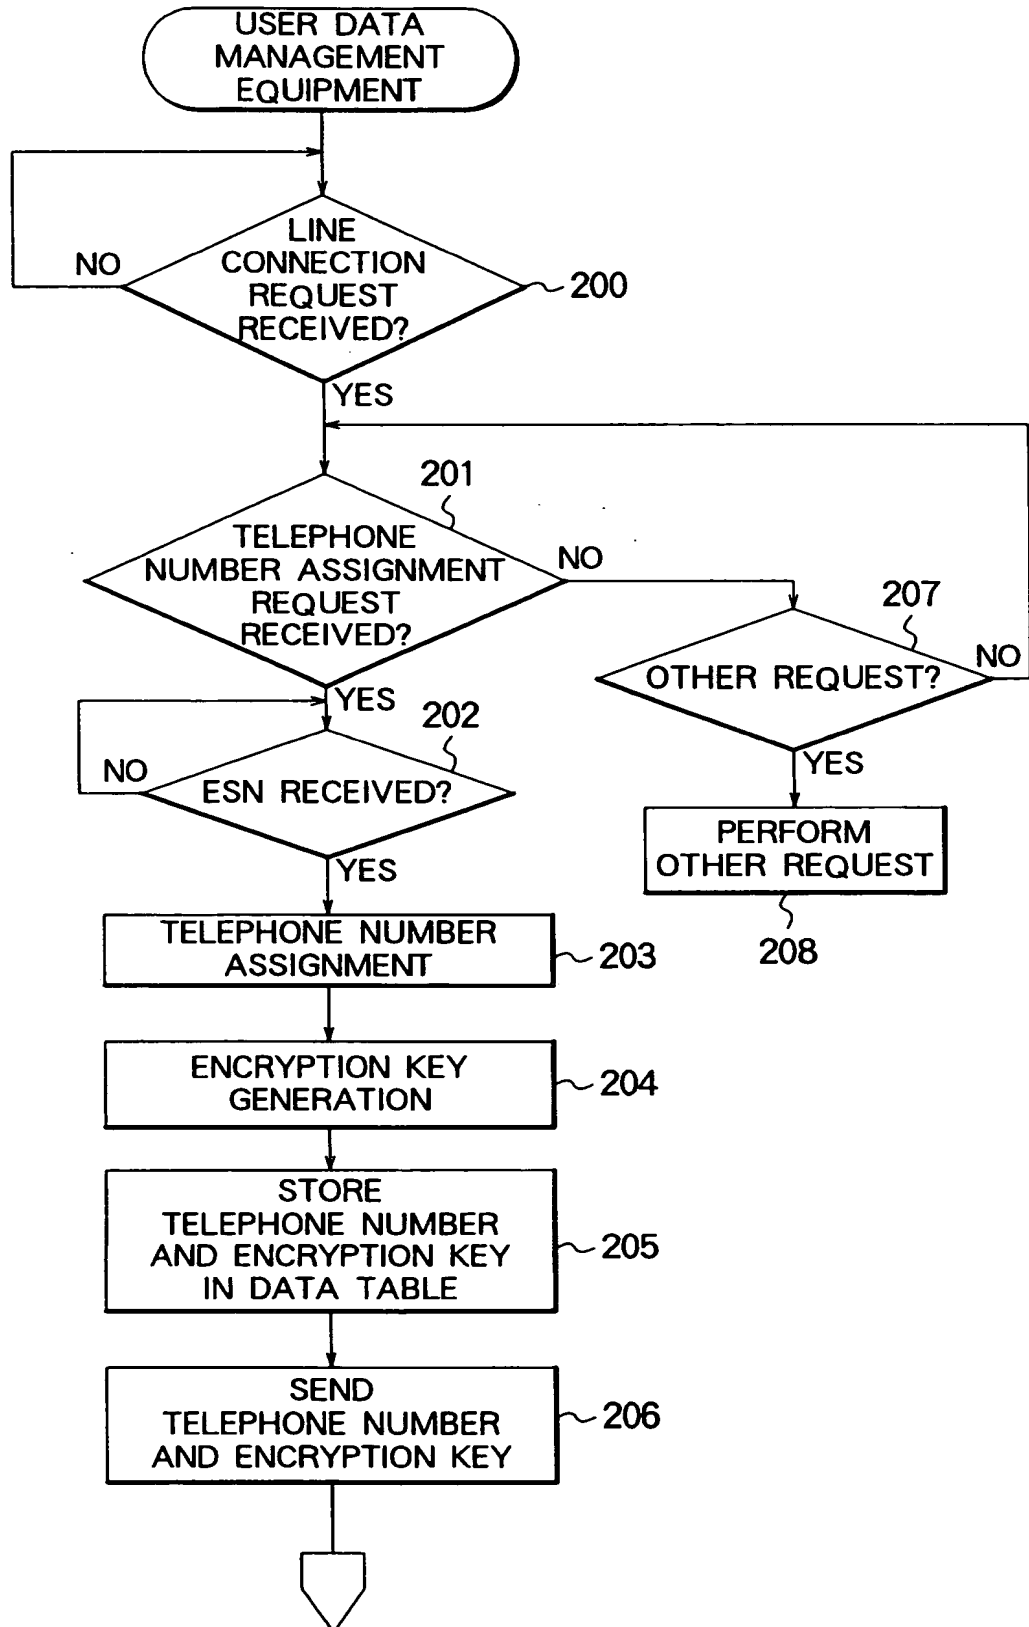 USER DATA
MANAGEMENT
EQUIPMENT
LINE
CONNECTION
REQUEST
RECEIVED?
NO
200
YES
201
TELEPHONE
NUMBER ASSIGNMENT
REQUEST
RECEIVED?
NO
207
OTHER REQUEST?
NO
YES
YES
202
ESN RECEIVED?
NO
YES
PERFORM
OTHER REQUEST
208
TELEPHONE NUMBER
ASSIGNMENT
203
ENCRYPTION KEY
GENERATION
204
STORE
TELEPHONE NUMBER
AND ENCRYPTION KEY
IN DATA TABLE
205
SEND
TELEPHONE NUMBER
AND ENCRYPTION KEY
206